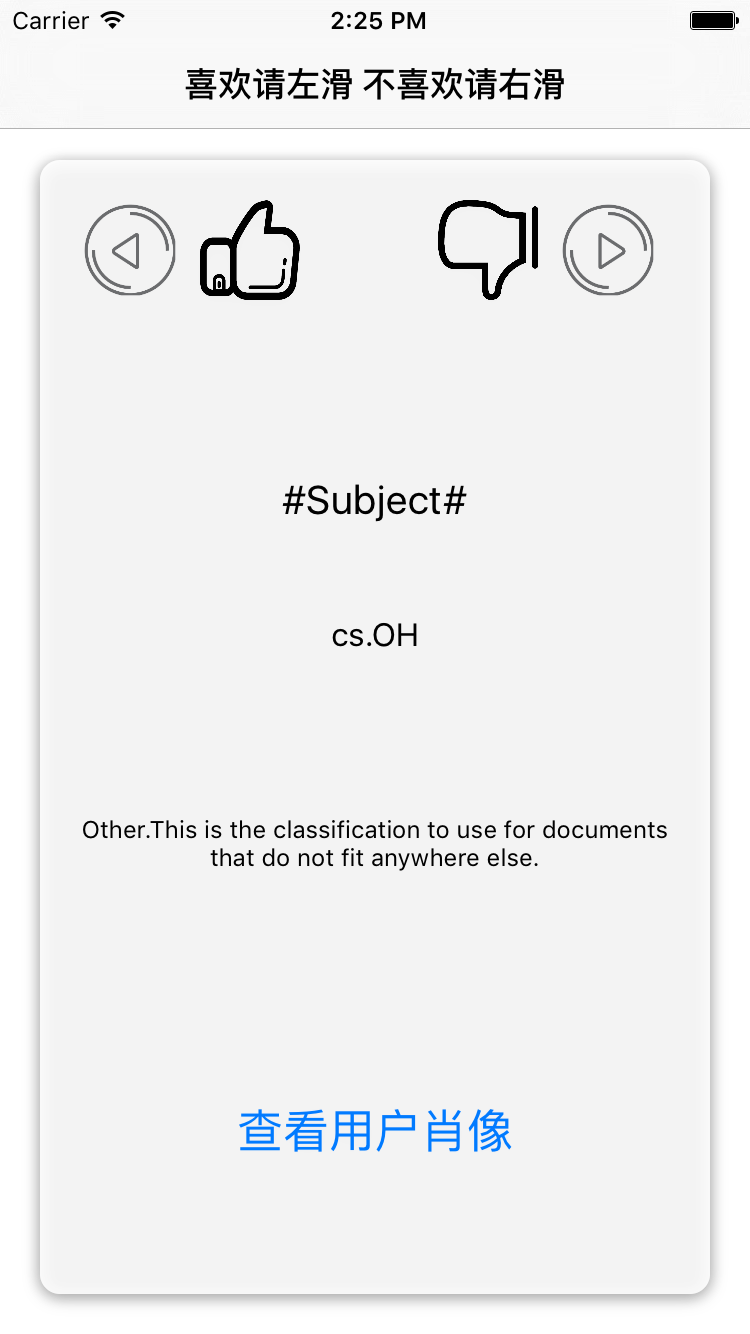 Carrier 2:25 PM
喜欢请左滑 不喜欢请右滑
#Subject#
cs.OH
Other.This is the classification to use for documents
that do not fit anywhere else.
查看用户肖像